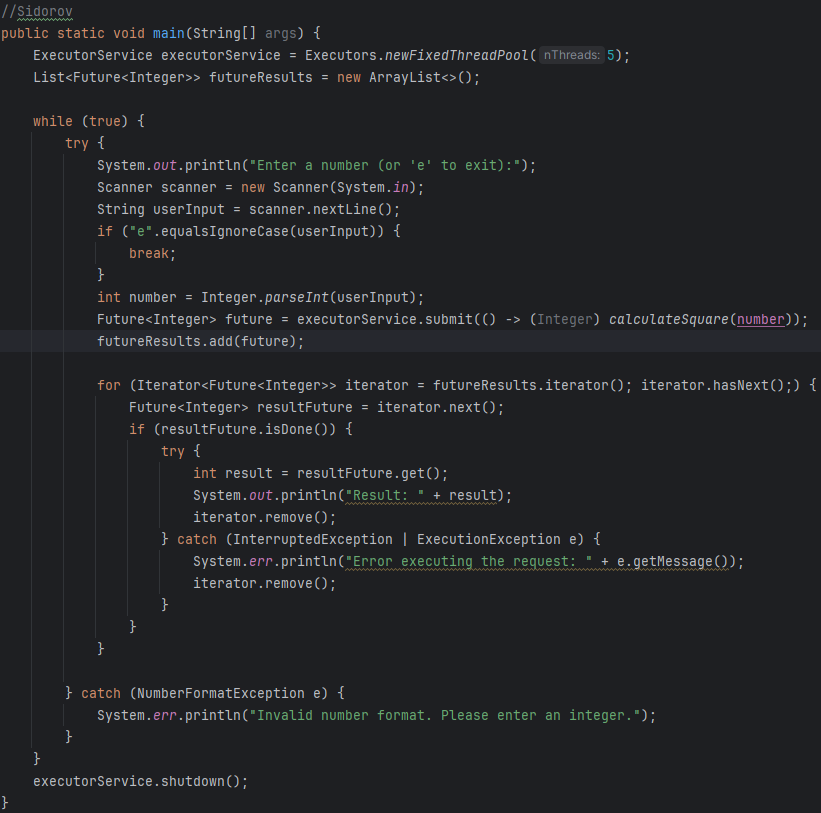 //Sidorov
public static void main(String[] args) {
    ExecutorService executorService = Executors.newFixedThreadPool( nThreads: 5);
    List<Future<Integer>> futureResults = new ArrayList<>();

    while (true) {
        try {
            System.out.println("Enter a number (or 'e' to exit):");
            Scanner scanner = new Scanner(System.in);
            String userInput = scanner.nextLine();
            if ("e".equalsIgnoreCase(userInput)) {
                break;
            }
            int number = Integer.parseInt(userInput);
            Future<Integer> future = executorService.submit(() -> (Integer) calculateSquare(number));
            futureResults.add(future);

            for (Iterator<Future<Integer>> iterator = futureResults.iterator(); iterator.hasNext();) {
                Future<Integer> resultFuture = iterator.next();
                if (resultFuture.isDone()) {
                    try {
                        int result = resultFuture.get();
                        System.out.println("Result: " + result);
                        iterator.remove();
                    } catch (InterruptedException | ExecutionException e) {
                        System.err.println("Error executing the request: " + e.getMessage());
                        iterator.remove();
                    }
                }
            }

        } catch (NumberFormatException e) {
            System.err.println("Invalid number format. Please enter an integer.");
        }
    }
    executorService.shutdown();
}